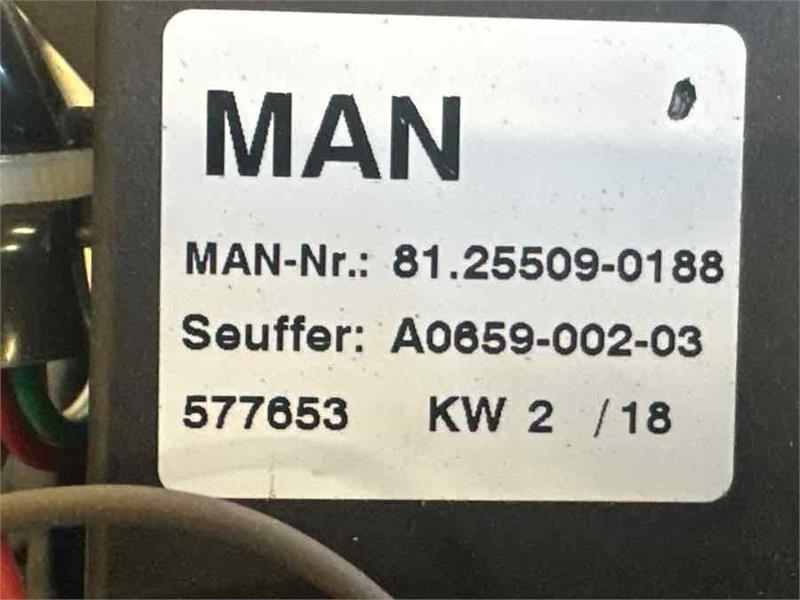 MAN
MAN-Nr.: 81.25509-0188
Seuffer: A0659-002-03
577653 KW 2 /18